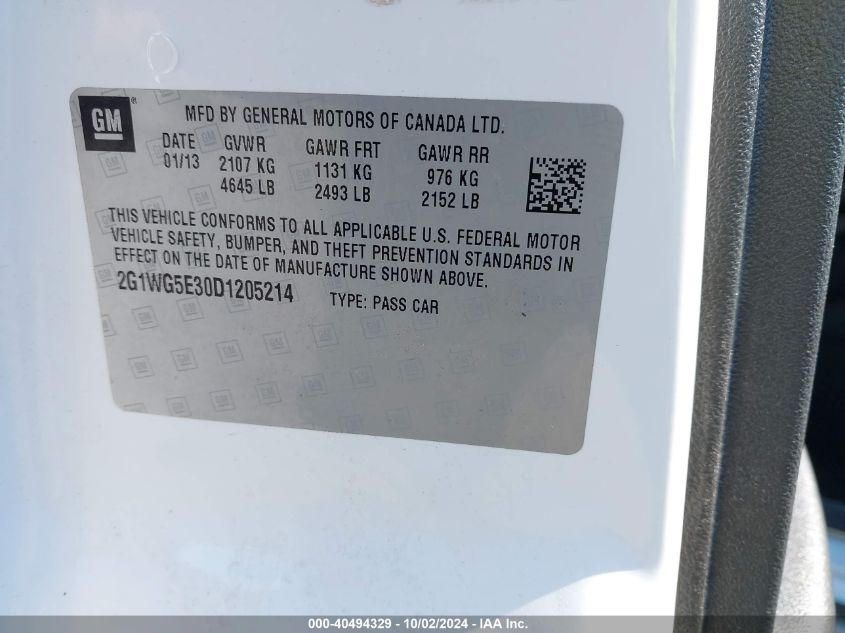 GM
MFD BY GENERAL MOTORS OF CANADA LTD.
DATE GVWR GAWR FRT GAWR RR
01/13 2107 KG 1131 KG 976 KG
4645 LB 2493 LB 2152 LB
THIS VEHICLE CONFORMS TO ALL APPLICABLE U.S. FEDERAL MOTOR
VEHICLE SAFETY, BUMPER, AND THEFT PREVENTION STANDARDS IN
EFFECT ON THE DATE OF MANUFACTURE SHOWN ABOVE.
2G1WG5E30D1205214 TYPE: PASS CAR
000-40494329 - 10/02/2024 - IAA Inc.